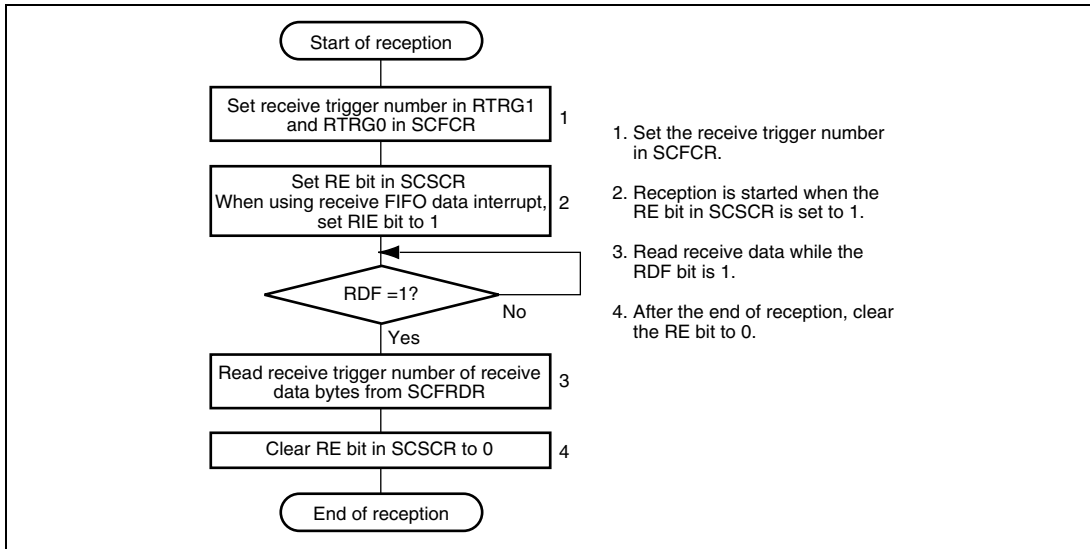 Start of reception
Set receive trigger number in RTRG1
and RTRG0 in SCFCR
1
Set RE bit in SCSCR
When using receive FIFO data interrupt,
set RIE bit to 1
2
RDF =1?
No
Yes
Read receive trigger number of receive
data bytes from SCFRDR
3
Clear RE bit in SCSCR to 0
4
End of reception
1. Set the receive trigger number
in SCFCR.
2. Reception is started when the
RE bit in SCSCR is set to 1.
3. Read receive data while the
RDF bit is 1.
4. After the end of reception, clear
the RE bit to 0.